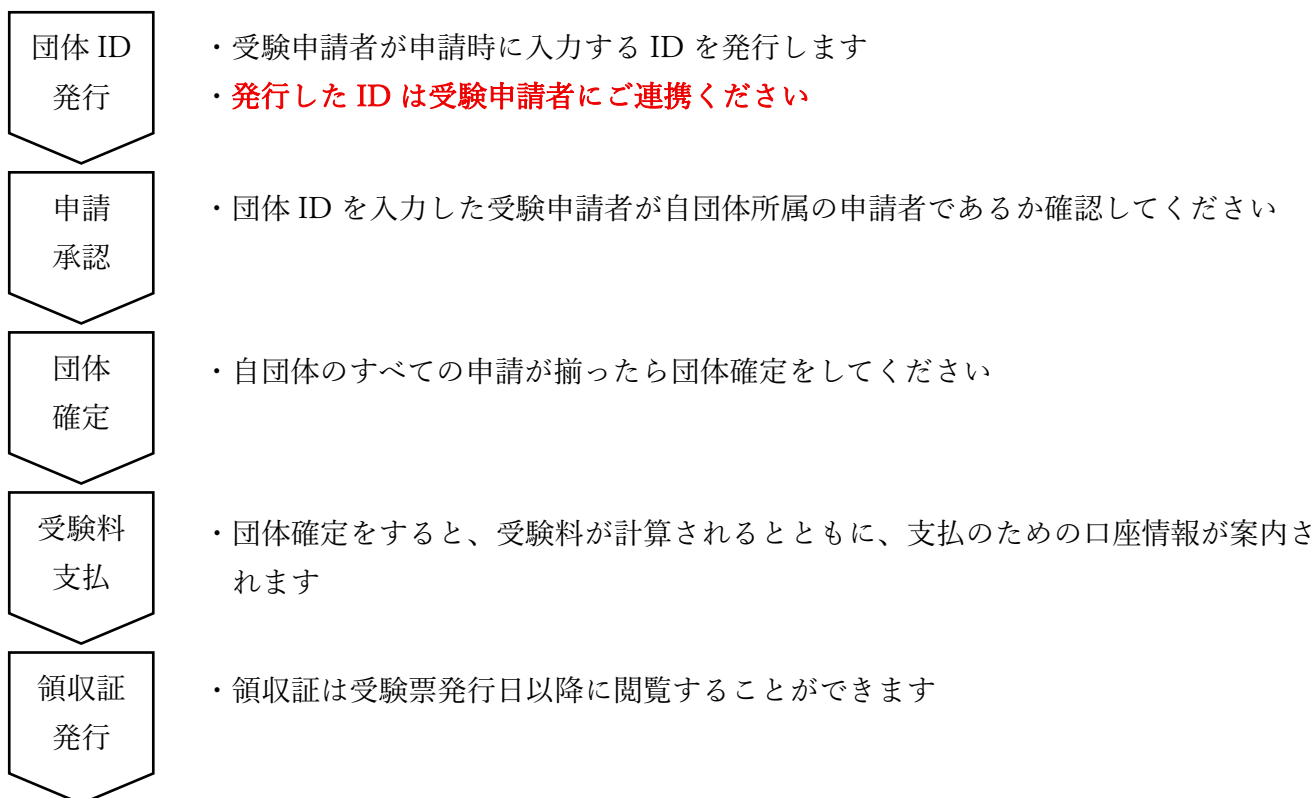 団体 ID
発行
・受験申請者が申請時に入力する ID を発行します
・発行した ID は受験申請者にご連携ください
申請
承認
・団体 ID を入力した受験申請者が自団体所属の申請者であるか確認してください
団体
確定
・自団体のすべての申請が揃ったら団体確定をしてください
受験料
支払
・団体確定をすると、受験料が計算されるとともに、支払のための口座情報が案内さ
れます
領収証
発行
・領収証は受験票発行日以降に閲覧することができます